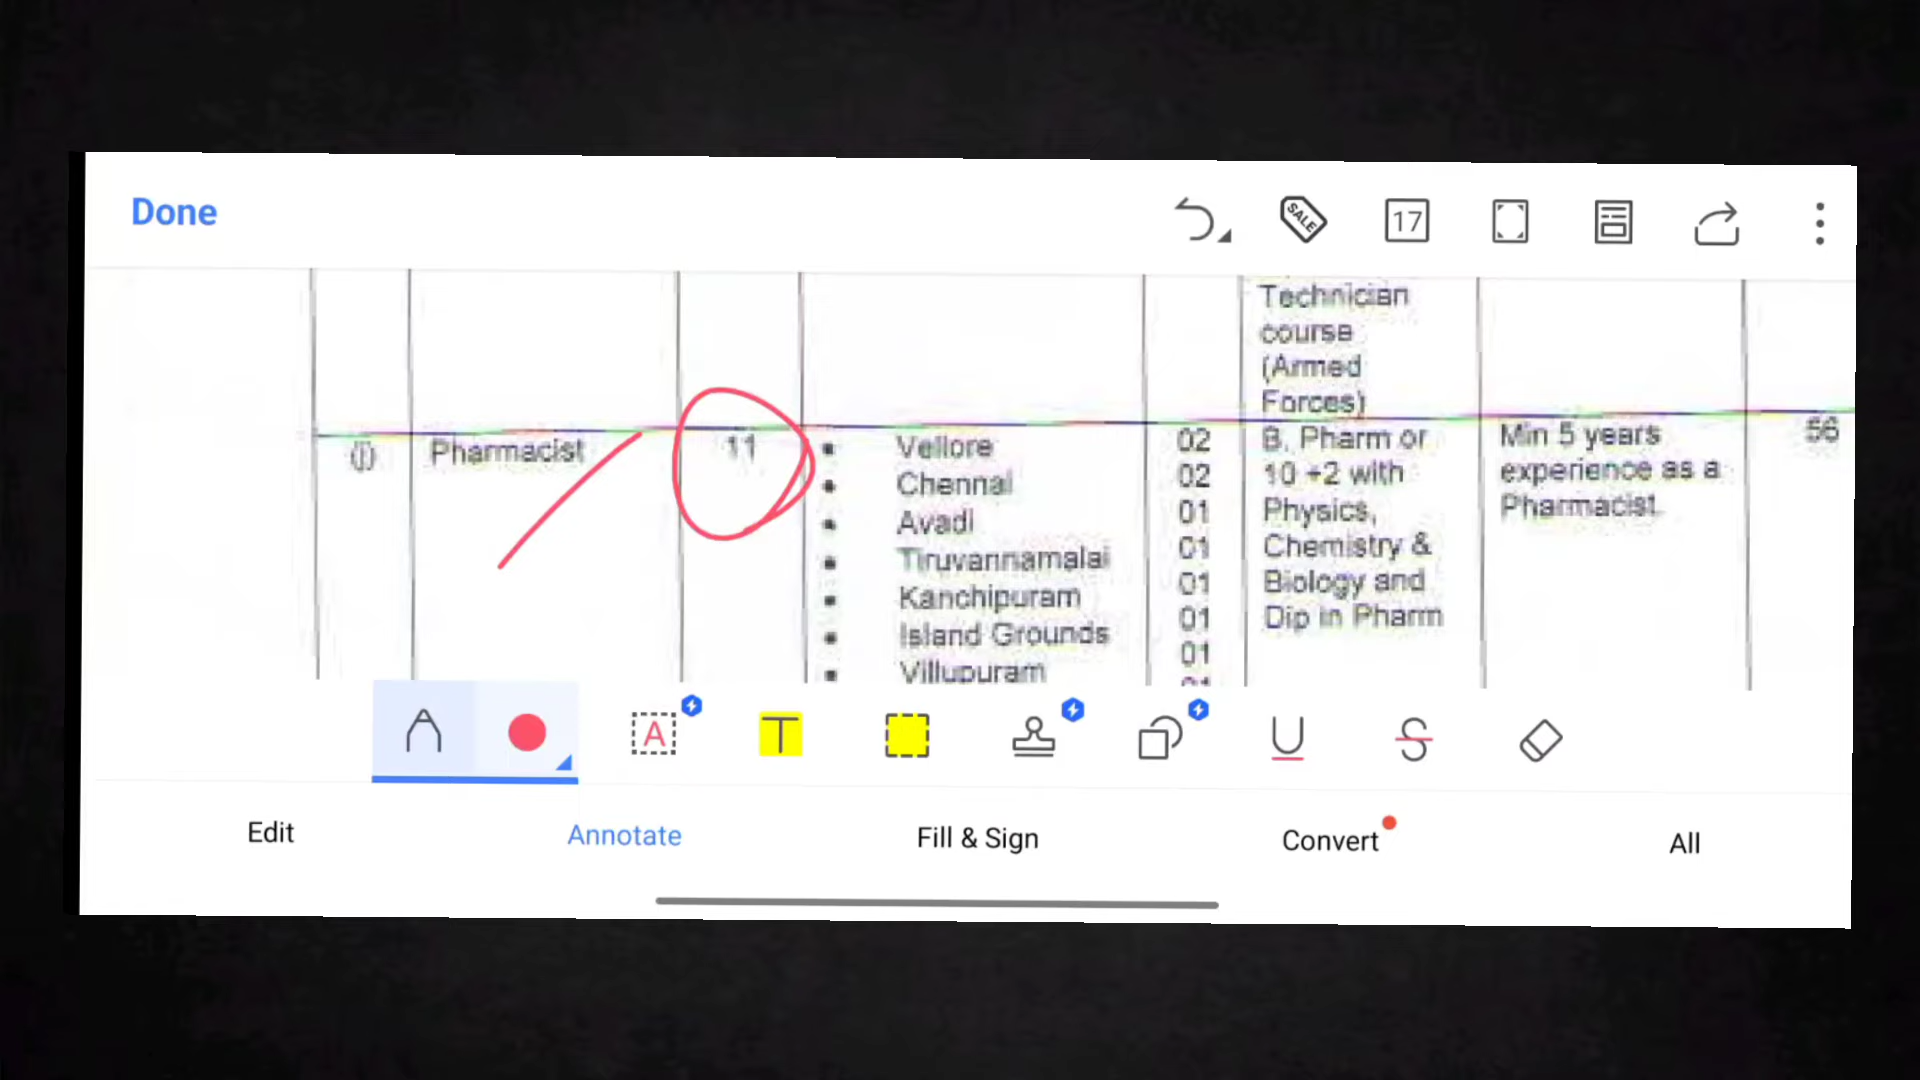 Done
SALE
17
Technician
course
(Armed
Forces)
(j) Pharmacist 11
• Vellore 02
• Chennai 02
• Avadi 01
• Tiruvannamalai 01
• Kanchipuram 01
• Island Grounds 01
• Villupuram 01
B. Pharm or
10 +2 with
Physics,
Chemistry &
Biology and
Dip in Pharm
Min 5 years
experience as a
Pharmacist.
56
A
T
U
S
Edit
Annotate
Fill & Sign
Convert
All